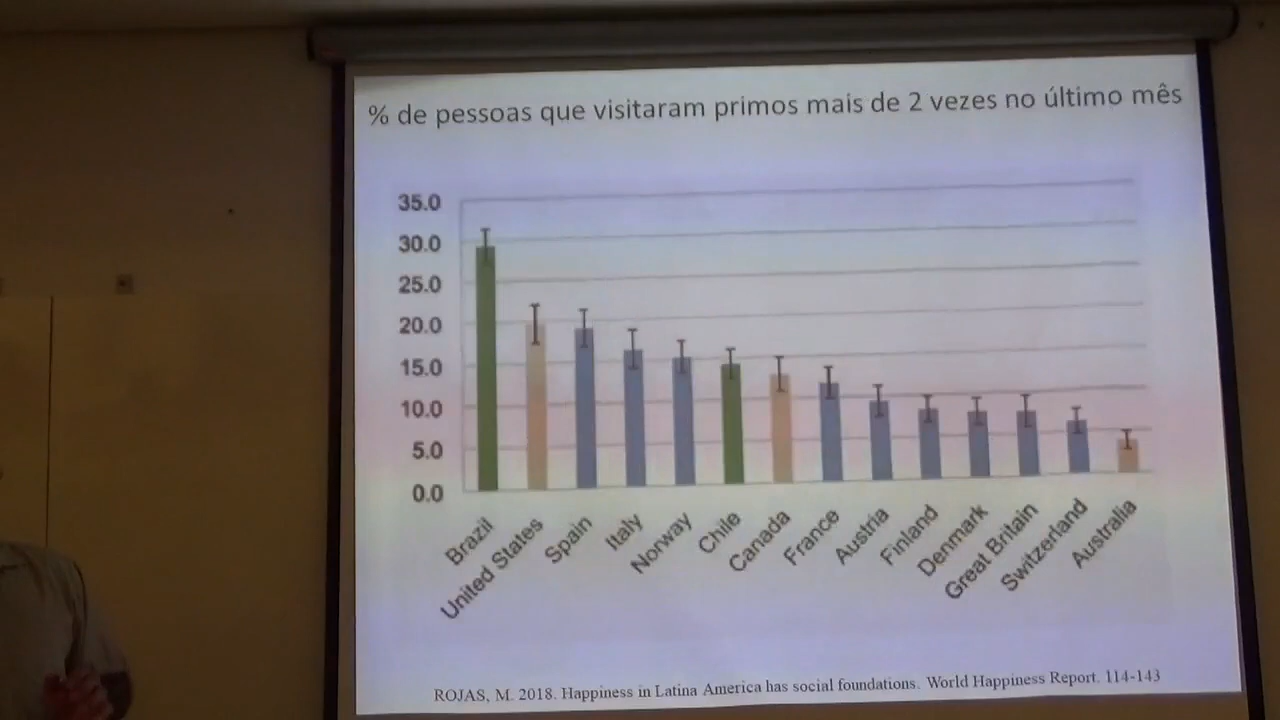 % de pessoas que visitaram primos mais de 2 vezes no último mês
35.0
30.0
25.0
20.0
15.0
10.0
5.0
0.0
Brazil
United States
Spain
Italy
Norway
Chile
Canada
France
Austria
Finland
Denmark
Great Britain
Switzerland
Australia
ROJAS, M. 2018. Happiness in Latina America has social foundations. World Happiness Report. 114-143